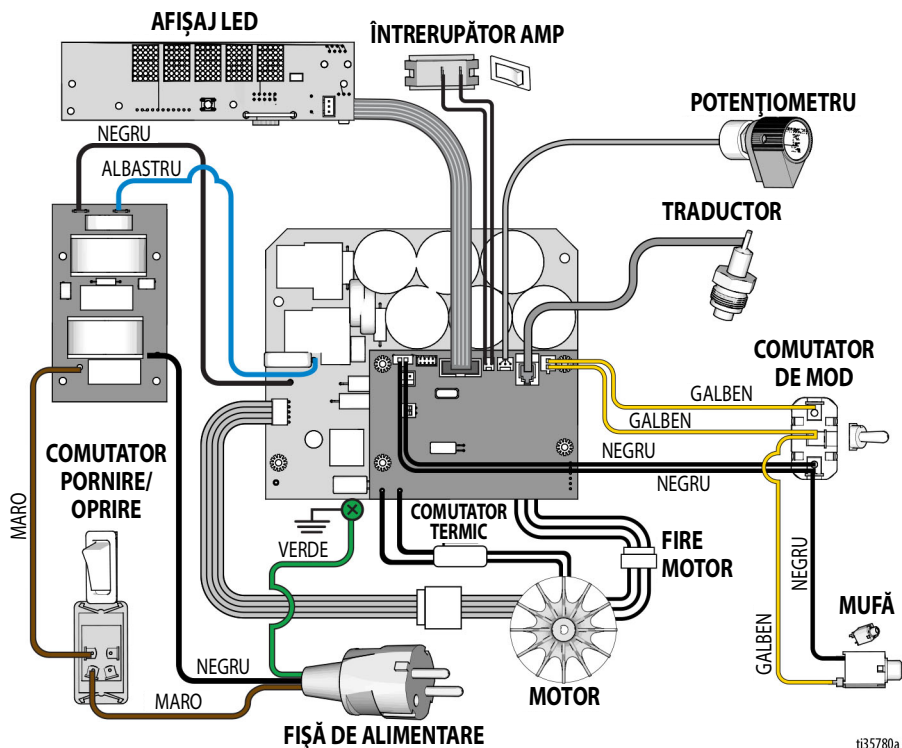 AFIȘAJ LED
ÎNTRERUPĂTOR AMP
POTENȚIOMETRU
NEGRU
ALBASTRU
TRADUCTOR
COMUTATOR
DE MOD
GALBEN
GALBEN
NEGRU
NEGRU
COMUTATOR
PORNIRE/
OPRIRE
MARO
COMUTATOR
TERMIC
VERDE
FIRE
MOTOR
NEGRU
GALBEN
MUFĂ
NEGRU
MARO
MOTOR
FIȘĂ DE ALIMENTARE
ti35780a